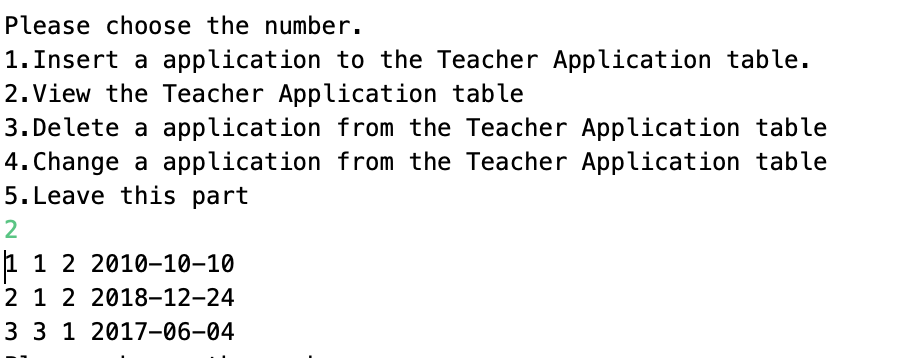 Please choose the number.
1.Insert a application to the Teacher Application table.
2.View the Teacher Application table
3.Delete a application from the Teacher Application table
4.Change a application from the Teacher Application table
5.Leave this part
2
1 1 2 2010-10-10
2 1 2 2018-12-24
3 3 1 2017-06-04